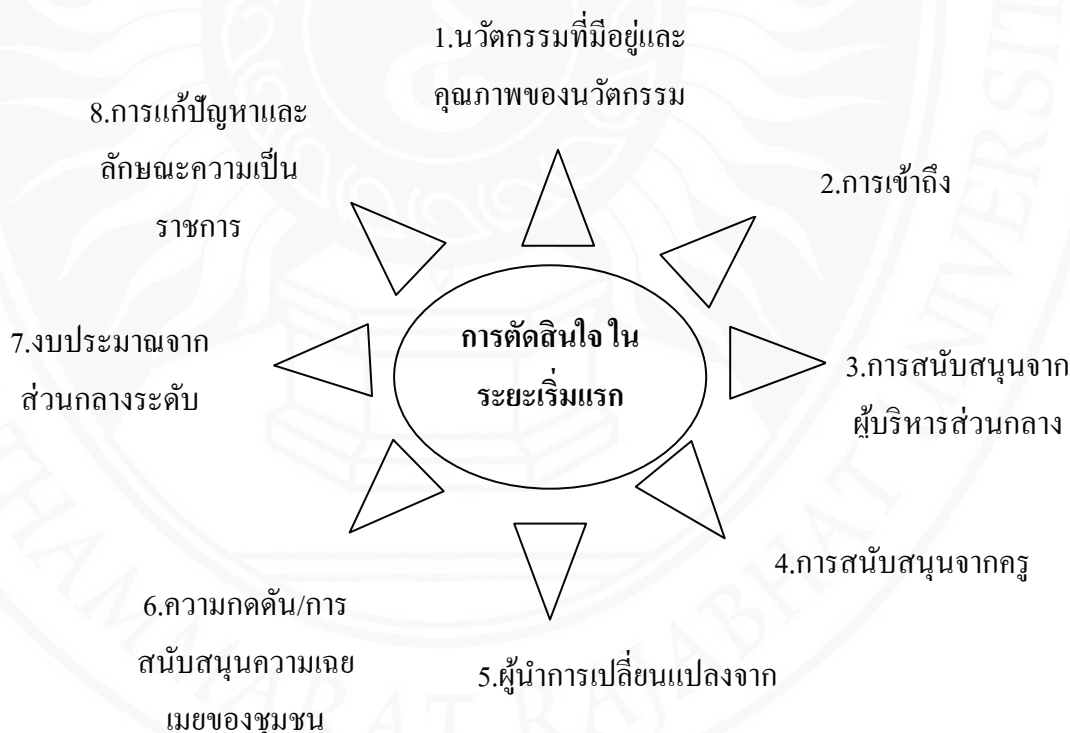 1.นวัตกรรมที่มีอยู่และ
คุณภาพของนวัตกรรม
2.การเข้าถึง
3.การสนับสนุนจาก
ผู้บริหารส่วนกลาง
4.การสนับสนุนจากครู
5.ผู้นำการเปลี่ยนแปลงจาก
6.ความกดดัน/การ
สนับสนุนความเฉย
เมยของชุมชน
7.งบประมาณจาก
ส่วนกลางระดับ
8.การแก้ปัญหาและ
ลักษณะความเป็น
ราชการ
การตัดสินใจ ใน
ระยะเริ่มแรก
THAMMARAT RAJABHAT UNIVERSIT